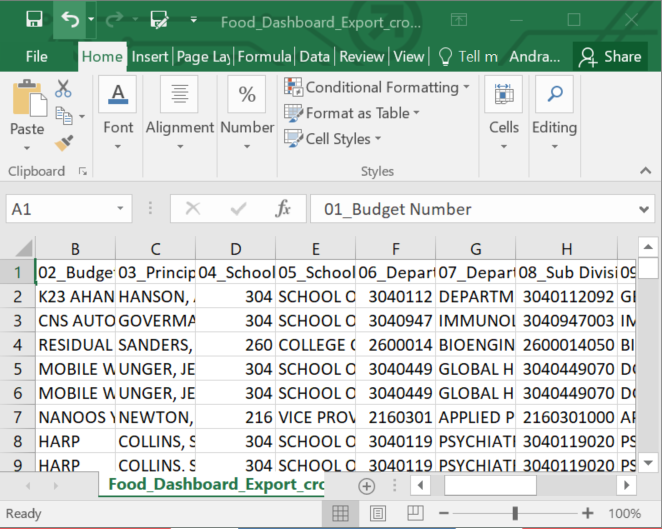 Food_Dashboard_Export_cro...
File Home Insert Page Lay Formula Data Review View Tell m Andra... Share
Paste Font Alignment Number Conditional Formatting Format as Table Cell Styles Cells Editing
Clipboard Styles
A1 fx 01_Budget Number
B C D E F G H
1 02_Budget 03_Princip 04_School 05_School 06_Depart 07_Depart 08_Sub Divisi 09
2 K23 AHAN HANSON, 304 SCHOOL O 3040112 DEPARTM 3040112092
3 CNS AUTO GOVERMA 304 SCHOOL O 3040947 IMMUNOL 3040947003 IM
4 RESIDUAL SANDERS, 260 COLLEGE 2600014 BIOENGIN 2600014050 BI
5 MOBILE W UNGER, JE 304 SCHOOL O 3040449 GLOBAL H 3040449070
6 MOBILE W UNGER, JE 304 SCHOOL O 3040449 GLOBAL H 3040449070
7 NANOOS NEWTON, 216 VICE PROV 2160301 APPLIED P 2160301000
8 HARP COLLINS, S 304 SCHOOL O 3040119 PSYCHIATI 3040119020 PS
9 HARP COLLINS, S 304 SCHOOL O 3040119 PSYCHIATI 3040119020 PS
Food_Dashboard_Export_cro
Ready 100%